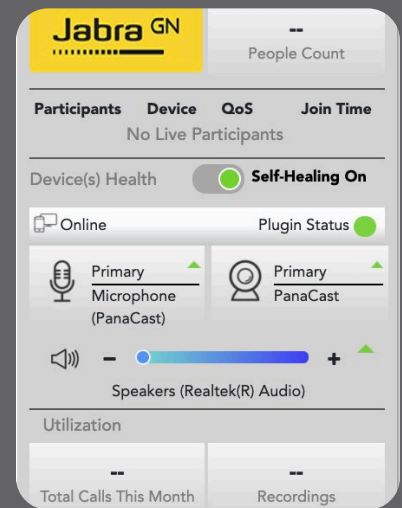 Jabra GN
--
People Count
Participants Device QoS Join Time
No Live Participants
Device(s) Health Self-Healing On
Online Plugin Status
Primary
Microphone
(PanaCast)
Primary
PanaCast
Speakers (Realtek(R) Audio)
Utilization
--
Total Calls This Month
--
Recordings